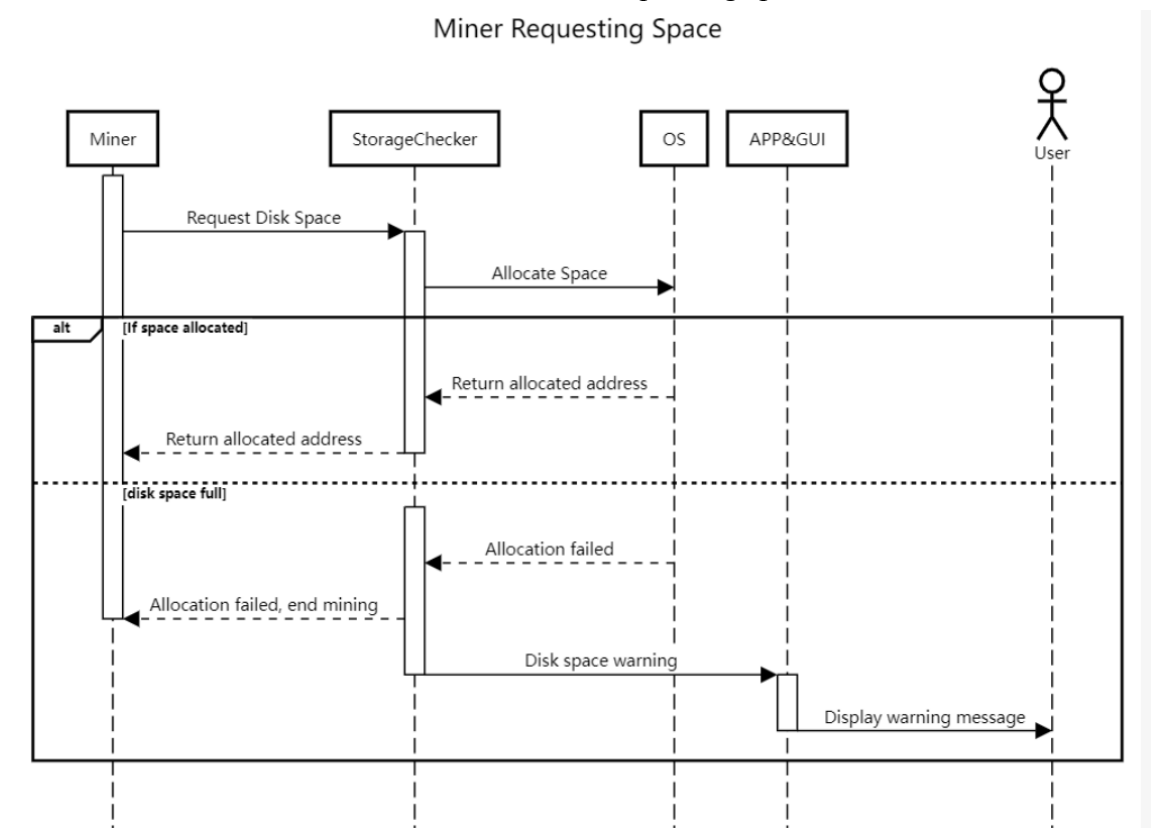 Miner Requesting Space
Miner
StorageChecker
OS
APP&GUI
User
Request Disk Space
Allocate Space
alt
[If space allocated]
Return allocated address
Return allocated address
[disk space full]
Allocation failed
Allocation failed, end mining
Disk space warning
Display warning message